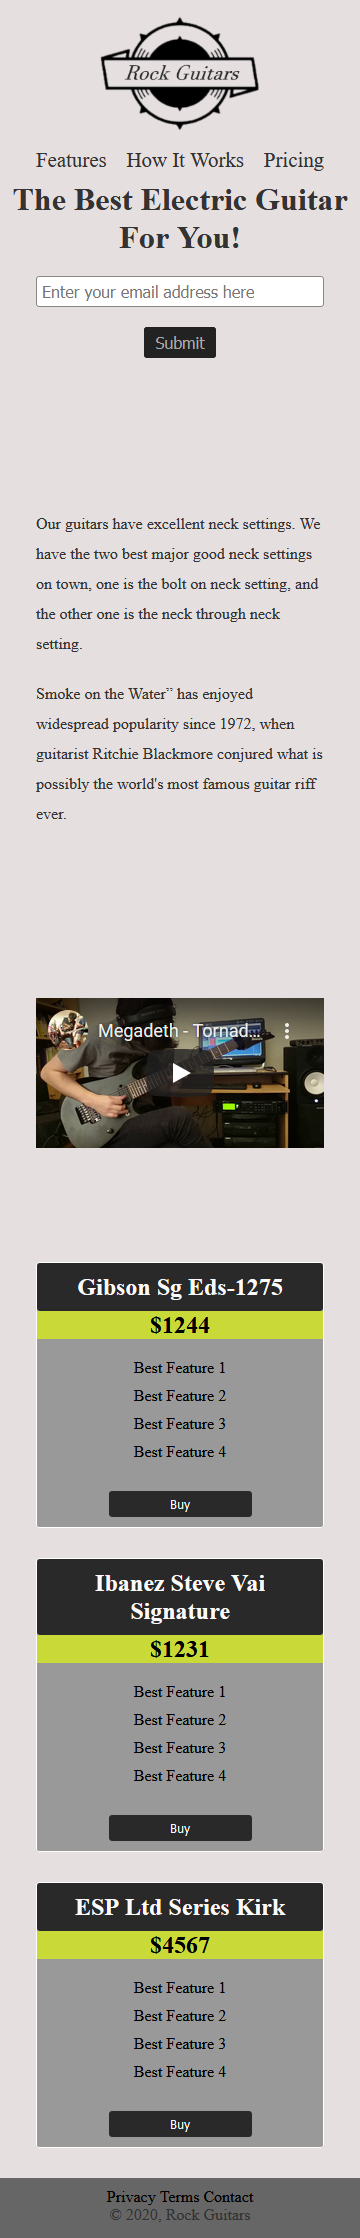 Rock Guitars
Features How It Works Pricing
The Best Electric Guitar
For You!
Enter your email address here
Submit
Our guitars have excellent neck settings. We
have the two best major good neck settings
on town, one is the bolt on neck setting, and
the other one is the neck through neck
setting.
Smoke on the Water” has enjoyed
widespread popularity since 1972, when
guitarist Ritchie Blackmore conjured what is
possibly the world's most famous guitar riff
ever.
Megadeth - Tornad...
Gibson Sg Eds-1275
$1244
Best Feature 1
Best Feature 2
Best Feature 3
Best Feature 4
Buy
Ibanez Steve Vai
Signature
$1231
Best Feature 1
Best Feature 2
Best Feature 3
Best Feature 4
Buy
ESP Ltd Series Kirk
$4567
Best Feature 1
Best Feature 2
Best Feature 3
Best Feature 4
Buy
Privacy Terms Contact
© 2020, Rock Guitars